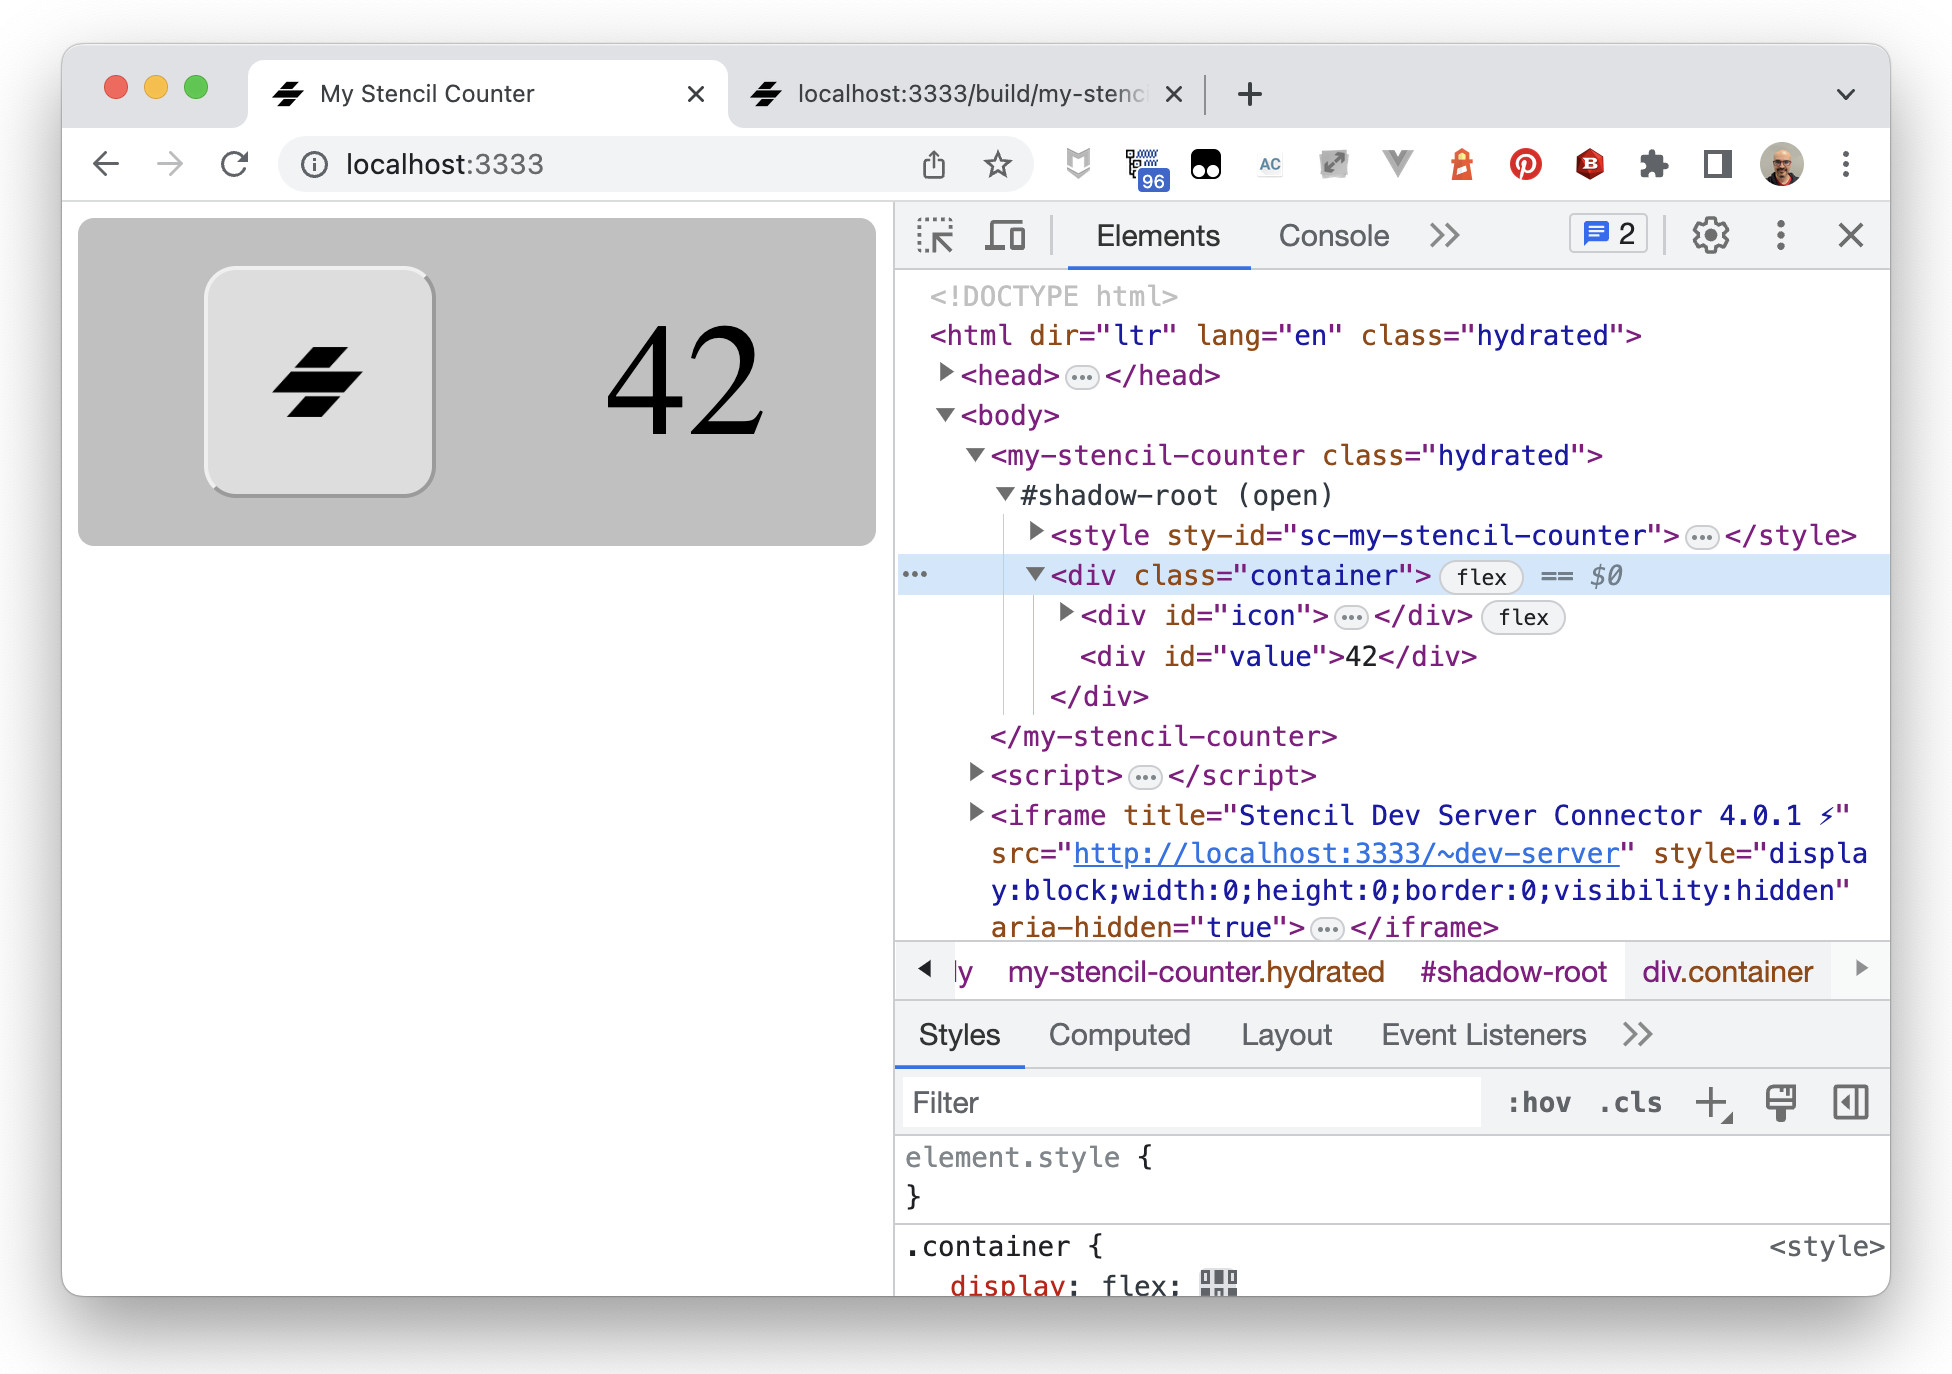 My Stencil Counter
localhost:3333/build/my-stenc
localhost:3333
96
AC
B
42
Elements
Console
2
<!DOCTYPE html>
<html dir="ltr" lang="en" class="hydrated">
<head>…</head>
<body>
<my-stencil-counter class="hydrated">
#shadow-root (open)
<style sty-id="sc-my-stencil-counter">…</style>
… <div class="container"> flex == $0
<div id="icon">…</div> flex
<div id="value">42</div>
</div>
</my-stencil-counter>
<script>…</script>
<iframe title="Stencil Dev Server Connector 4.0.1 ⚡"
src="http://localhost:3333/~dev-server" style="displa
y:block;width:0;height:0;border:0;visibility:hidden"
aria-hidden="true">…</iframe>
ly my-stencil-counter.hydrated #shadow-root div.container
Styles Computed Layout Event Listeners
Filter :hov .cls
element.style {
}
.container { <style>
display: flex;